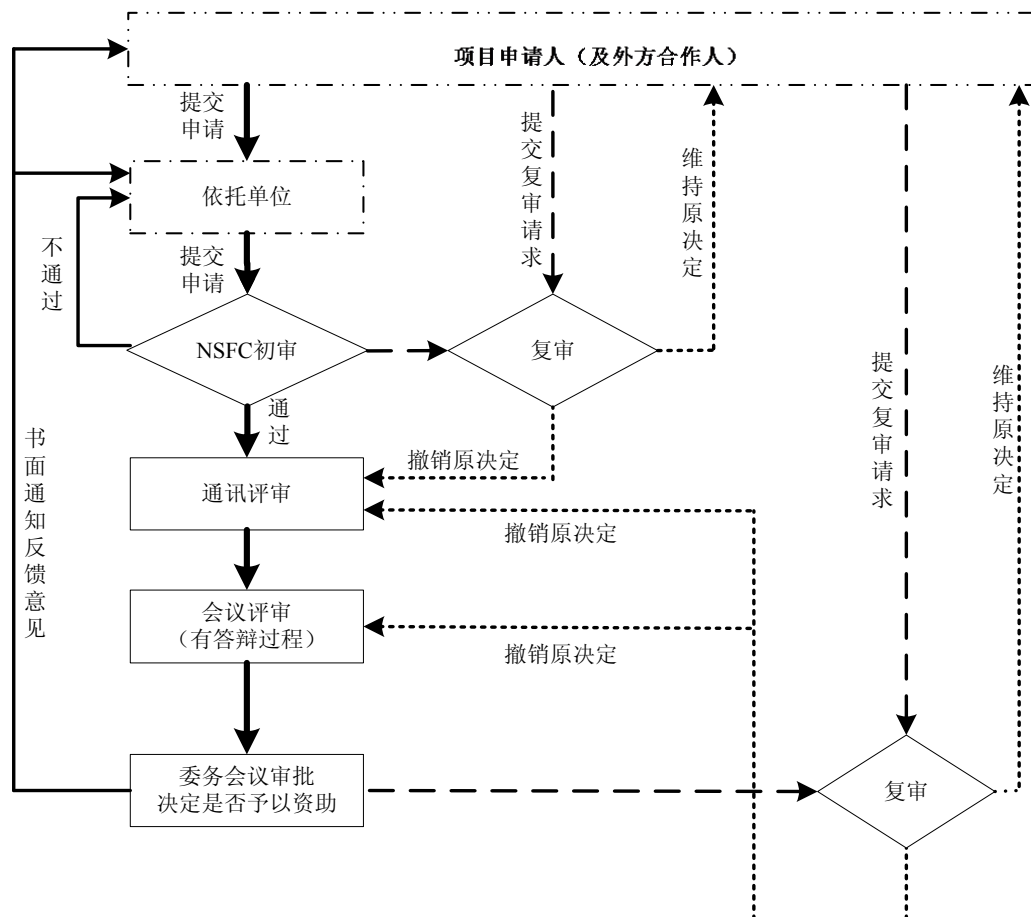 项目申请人（及外方合作人）
提交
申请
提交复审请求
维持原决定
依托单位
不通过
提交
申请
NSFC初审
复审
提交复审请求
维持原决定
通过
书面通知反馈意见
撤销原决定
通讯评审
撤销原决定
会议评审
（有答辩过程）
撤销原决定
委务会议审批
决定是否予以资助
复审